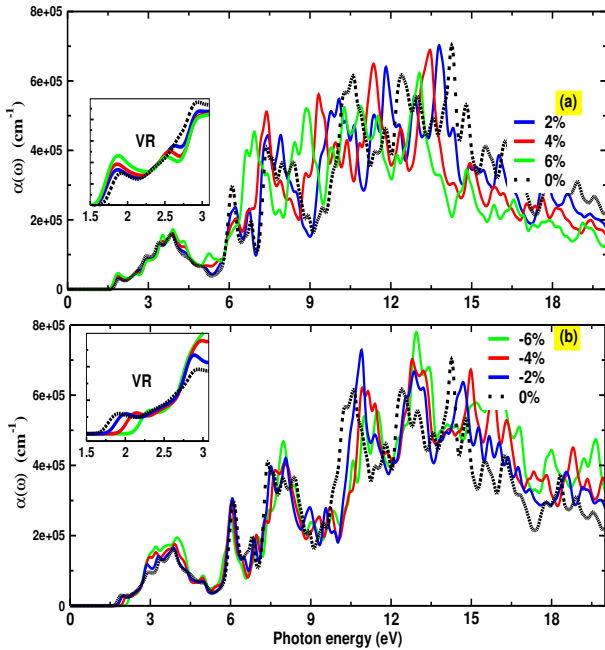 8e+05
6e+05
4e+05
2e+05
0
α(ω) (cm⁻¹)
VR
1.5 2 2.5 3
(a)
2%
4%
6%
0%
0 3 6 9 12 15 18
8e+05
6e+05
4e+05
2e+05
0
α(ω) (cm⁻¹)
VR
1.5 2 2.5 3
(b)
-6%
-4%
-2%
0%
0 3 6 9 12 15 18
Photon energy (eV)